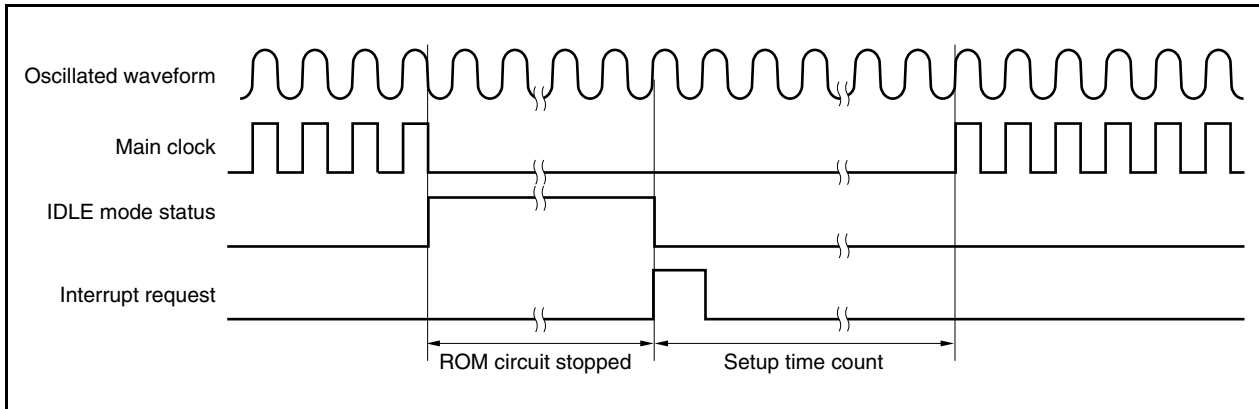 Oscillated waveform
Main clock
IDLE mode status
Interrupt request
ROM circuit stopped
Setup time count